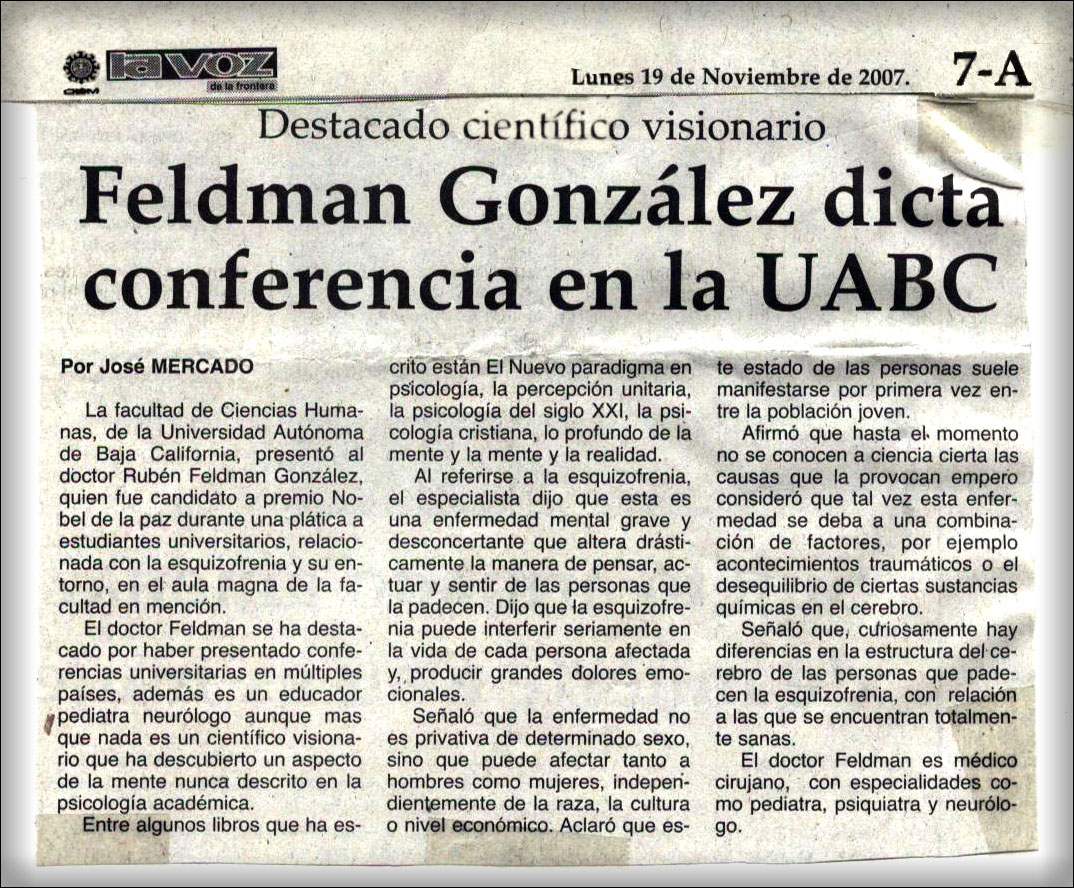 OEM
la VOZ
de la frontera
Lunes 19 de Noviembre de 2007.
7-A
Destacado científico visionario
Feldman González dicta
conferencia en la UABC
Por José MERCADO
La facultad de Ciencias Huma-
nas, de la Universidad Autónoma
de Baja California, presentó al
doctor Rubén Feldman González,
quien fue candidato a premio No-
bel de la paz durante una plática a
estudiantes universitarios, relacio-
nada con la esquizofrenia y su en-
torno, en el aula magna de la fa-
cultad en mención.
El doctor Feldman se ha desta-
cado por haber presentado confe-
rencias universitarias en múltiples
países, además es un educador
pediatra neurólogo aunque mas
que nada es un científico visiona-
rio que ha descubierto un aspecto
de la mente nunca descrito en la
psicología académica.
Entre algunos libros que ha es-
crito están El Nuevo paradigma en
psicología, la percepción unitaria,
la psicología del siglo XXI, la psi-
cología cristiana, lo profundo de la
mente y la mente y la realidad.
Al referirse a la esquizofrenia,
el especialista dijo que esta es
una enfermedad mental grave y
desconcertante que altera drásti-
camente la manera de pensar, ac-
tuar y sentir de las personas que
la padecen. Dijo que la esquizofre-
nia puede interferir seriamente en
la vida de cada persona afectada
y, producir grandes dolores emo-
cionales.
Señaló que la enfermedad no
es privativa de determinado sexo,
sino que puede afectar tanto a
hombres como mujeres, indepen-
dientemente de la raza, la cultura
o nivel económico. Aclaró que es-
te estado de las personas suele
manifestarse por primera vez en-
tre la población joven.
Afirmó que hasta el momento
no se conocen a ciencia cierta las
causas que la provocan empero
consideró que tal vez esta enfer-
medad se deba a una combina-
ción de factores, por ejemplo
acontecimientos traumáticos o el
desequilibrio de ciertas sustancias
químicas en el cerebro.
Señaló que, curiosamente hay
diferencias en la estructura del ce-
rebro de las personas que pade-
cen la esquizofrenia, con relación
a las que se encuentran totalmen-
te sanas.
El doctor Feldman es médico
cirujano, con especialidades co-
mo pediatra, psiquiatra y neurólo-
go.